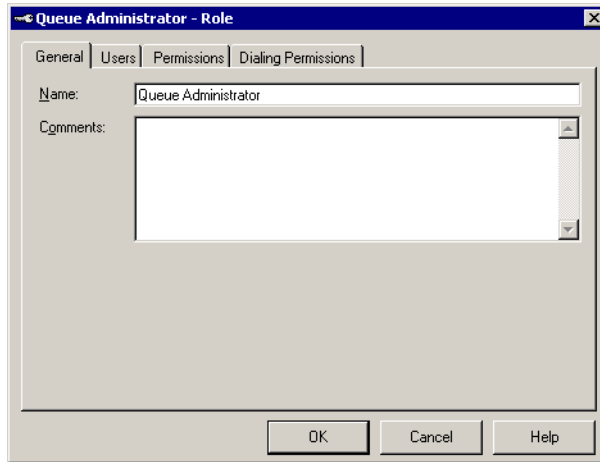 Queue Administrator - Role
General Users Permissions Dialing Permissions
Name: Queue Administrator
Comments:
OK Cancel Help